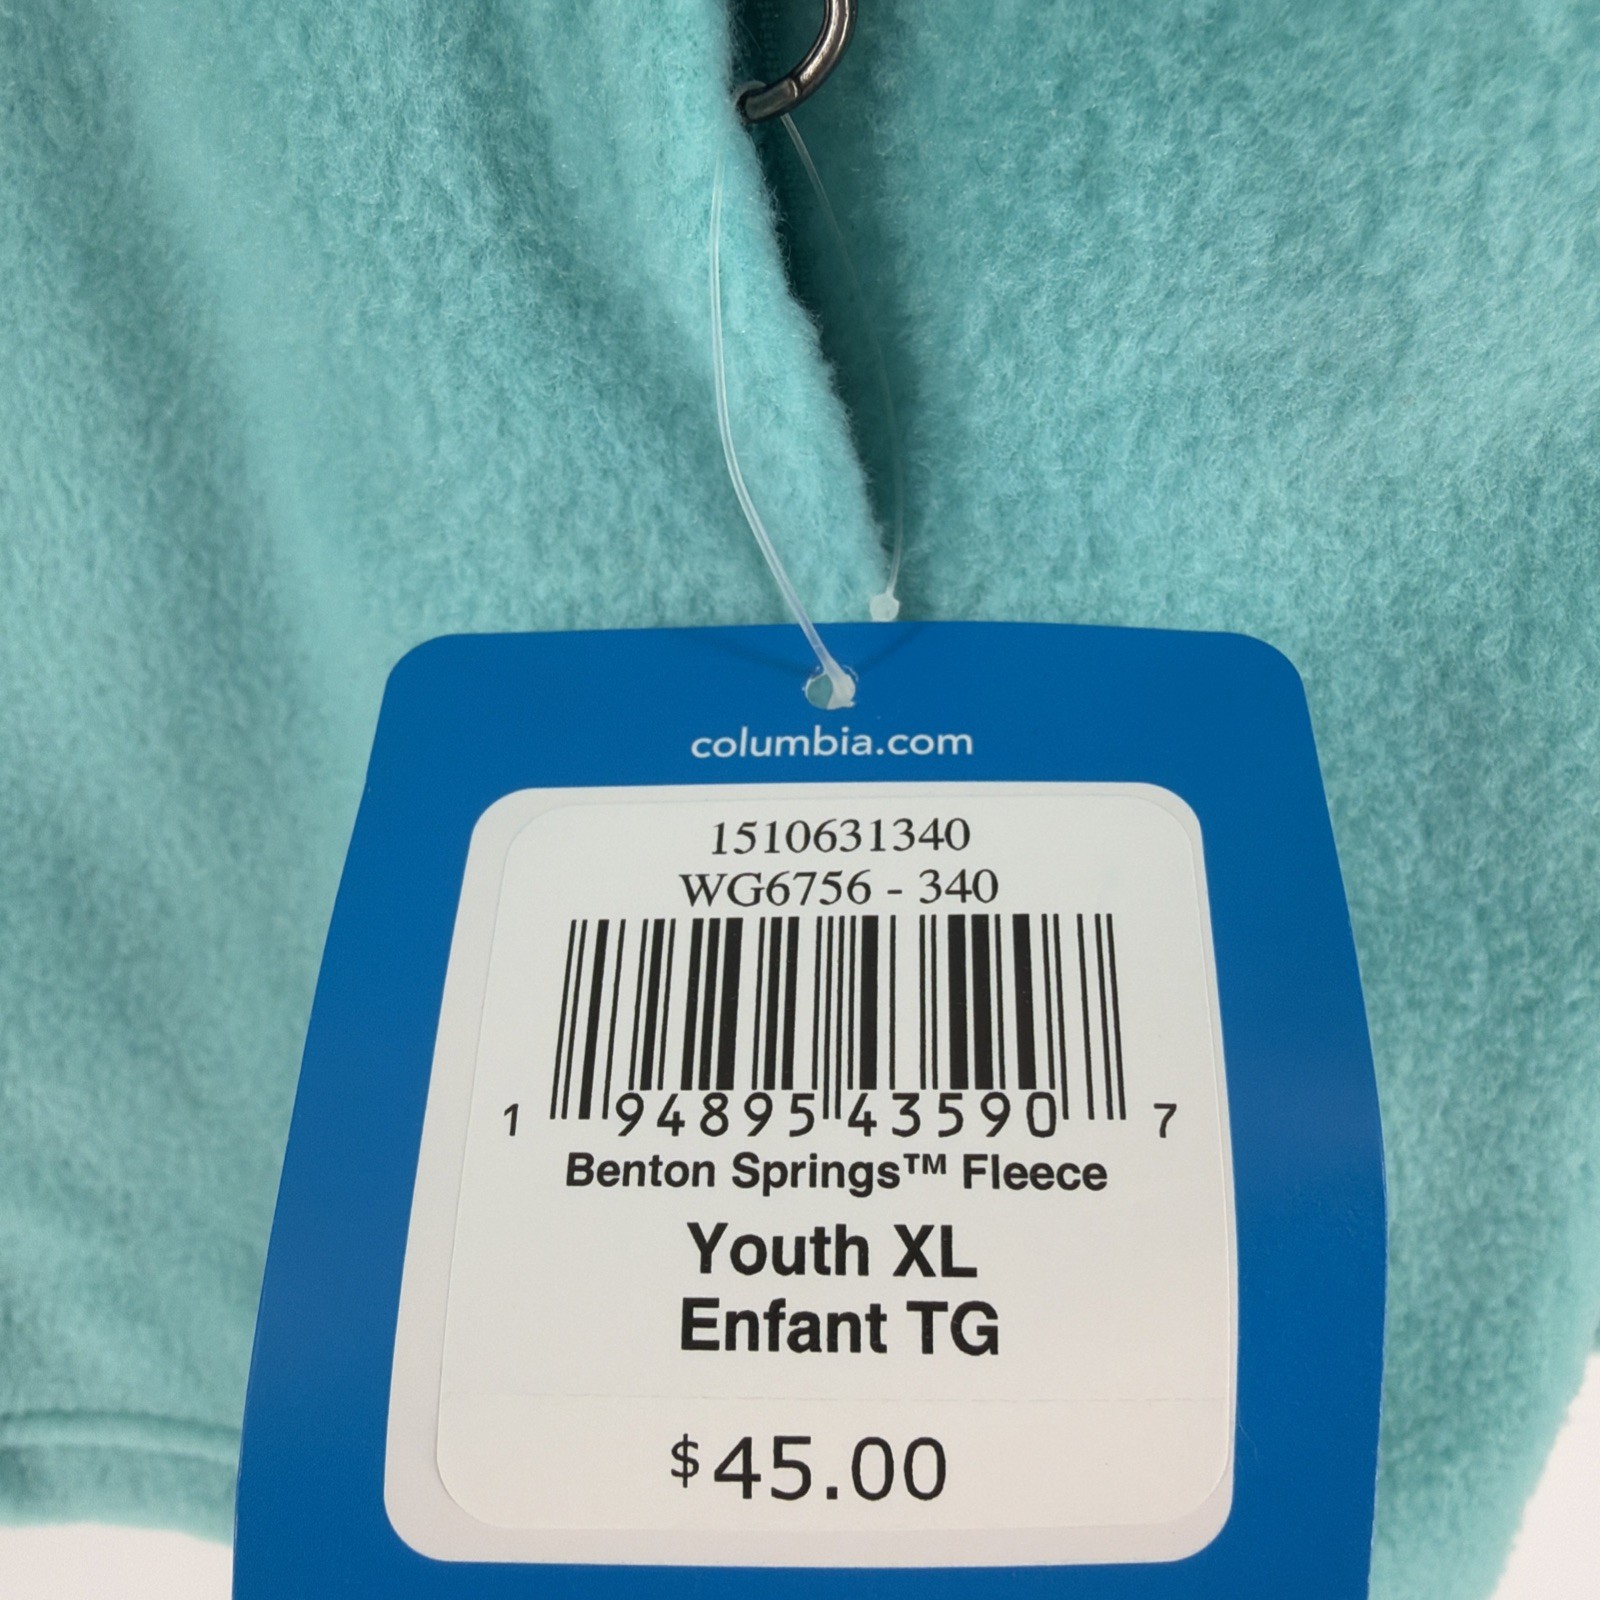 columbia.com
1510631340
WG6756 - 340
1 94895 43590 7
Benton Springs™ Fleece
Youth XL
Enfant TG
$45.00